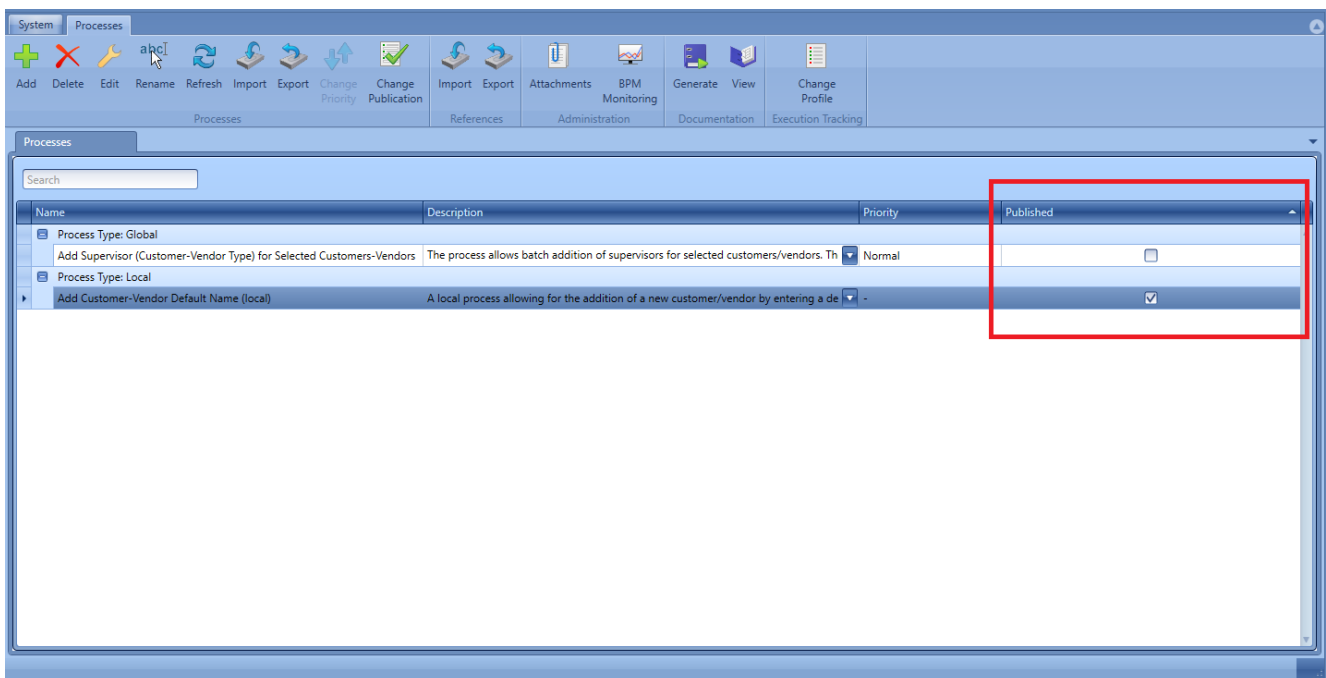 System Processes
Add Delete Edit Rename Refresh Import Export Change Priority Change Publication Import Export Attachments BPM Monitoring Generate View Change Profile
Processes References Administration Documentation Execution Tracking
Processes
Search
Name Description Priority Published
Process Type: Global
Add Supervisor (Customer-Vendor Type) for Selected Customers-Vendors The process allows batch addition of supervisors for selected customers/vendors. Th Normal
Process Type: Local
Add Customer-Vendor Default Name (local) A local process allowing for the addition of a new customer/vendor by entering a de -